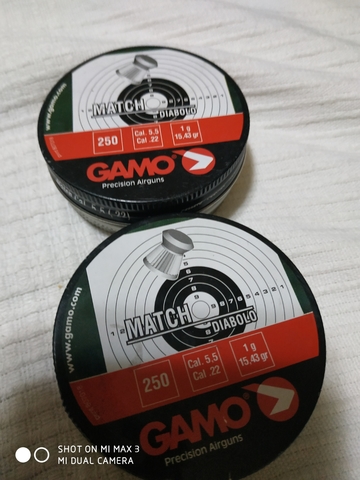 MATCH
DIABOLO
250
Cal. 5,5
Cal .22
1 g
15.43 gr
GAMO
Precision Airguns
www.gamo.com
MATCH
DIABOLO
250
Cal. 5,5
Cal .22
1 g
15.43 gr
GAMO
Precision Airguns
SHOT ON MI MAX 3
MI DUAL CAMERA